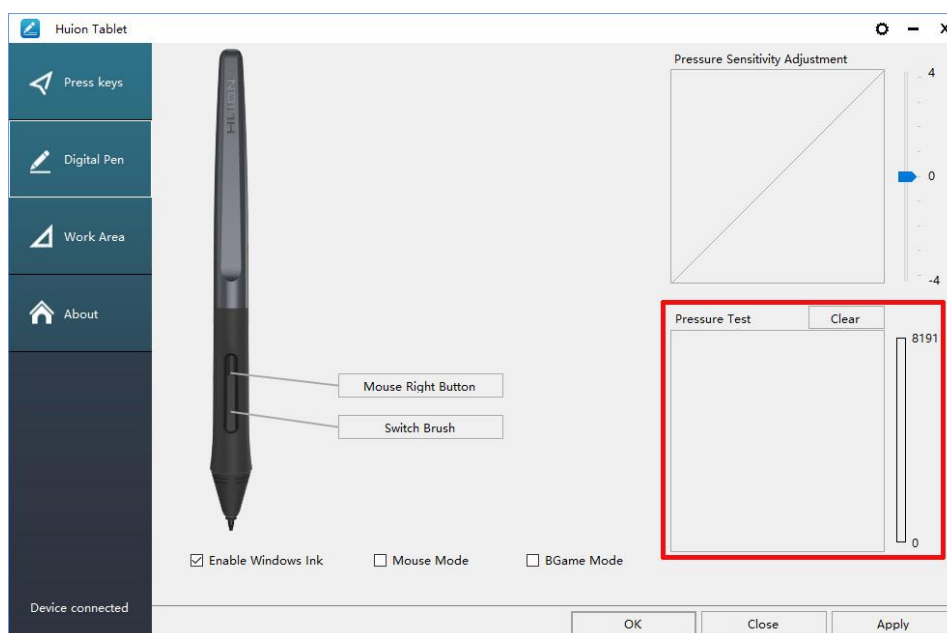 Huion Tablet
Press keys
Digital Pen
Work Area
About
Device connected
HUION
Mouse Right Button
Switch Brush
Enable Windows Ink
Mouse Mode
BGame Mode
Pressure Sensitivity Adjustment
4
0
-4
Pressure Test
Clear
8191
0
OK
Close
Apply